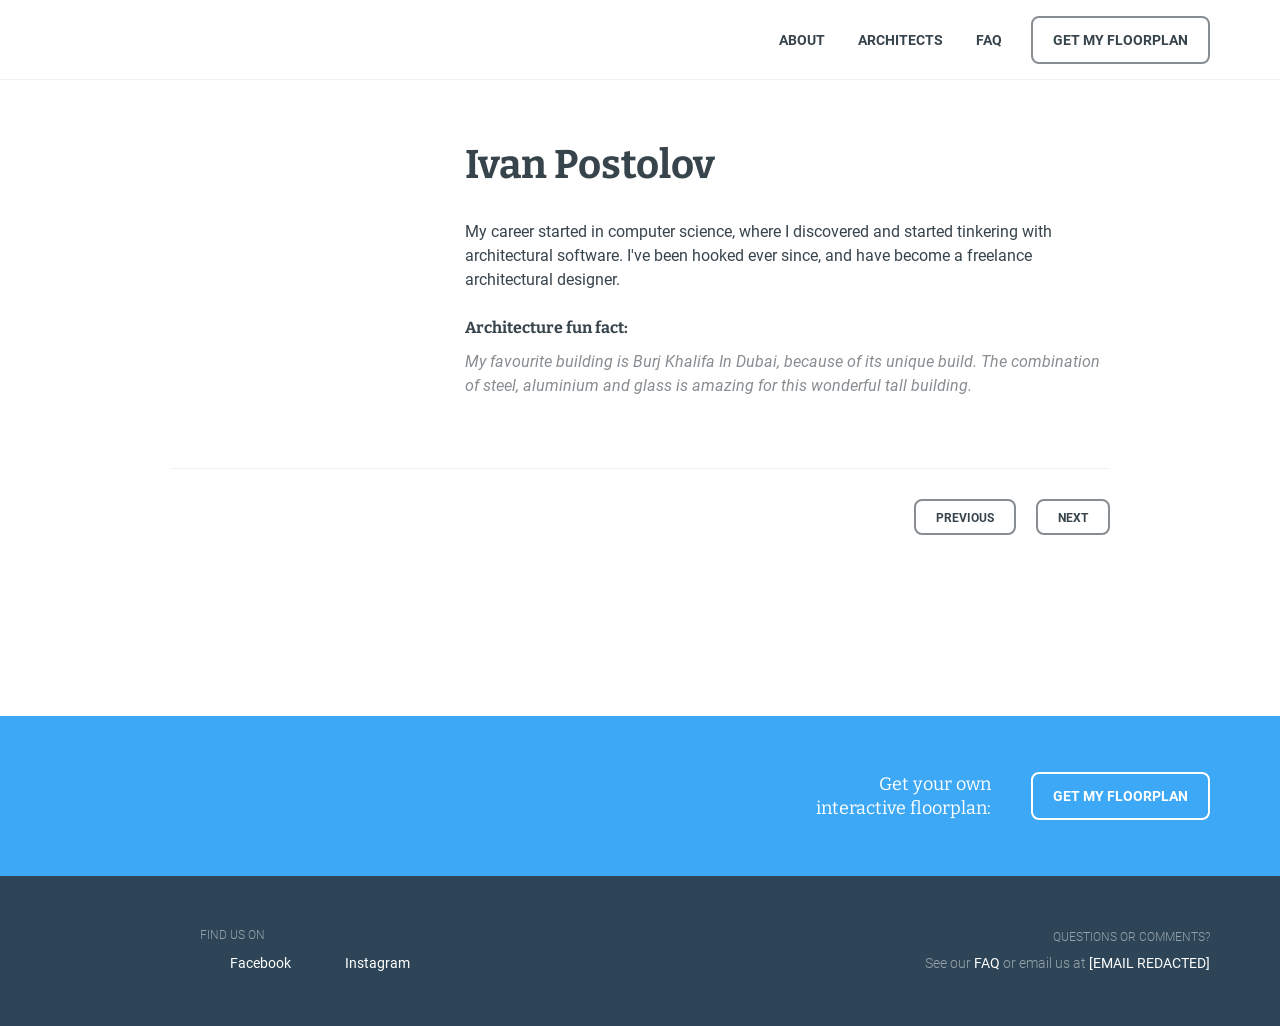 ABOUT ARCHITECTS FAQ GET MY FLOORPLAN
Ivan Postolov
My career started in computer science, where I discovered and started tinkering with
architectural software. I've been hooked ever since, and have become a freelance
architectural designer.
Architecture fun fact:
My favourite building is Burj Khalifa In Dubai, because of its unique build. The combination
of steel, aluminium and glass is amazing for this wonderful tall building.
PREVIOUS NEXT
Get your own
interactive floorplan:
GET MY FLOORPLAN
FIND US ON
Facebook Instagram
QUESTIONS OR COMMENTS?
See our FAQ or email us at [EMAIL REDACTED]